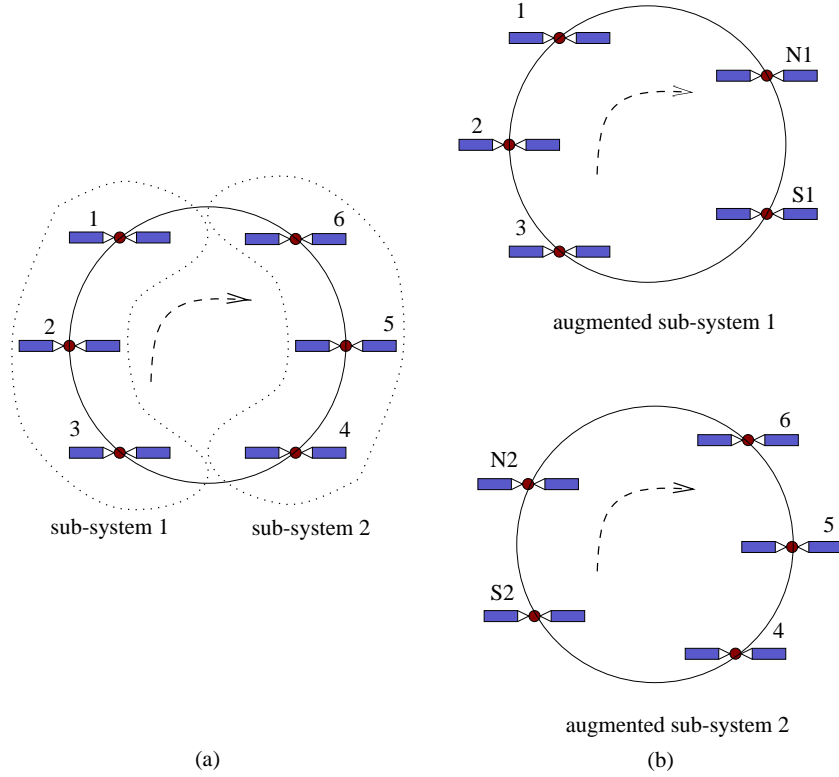 1
6
2
5
3
4
sub-system 1
sub-system 2
(a)
1
N1
2
S1
3
augmented sub-system 1
6
N2
5
S2
4
augmented sub-system 2
(b)